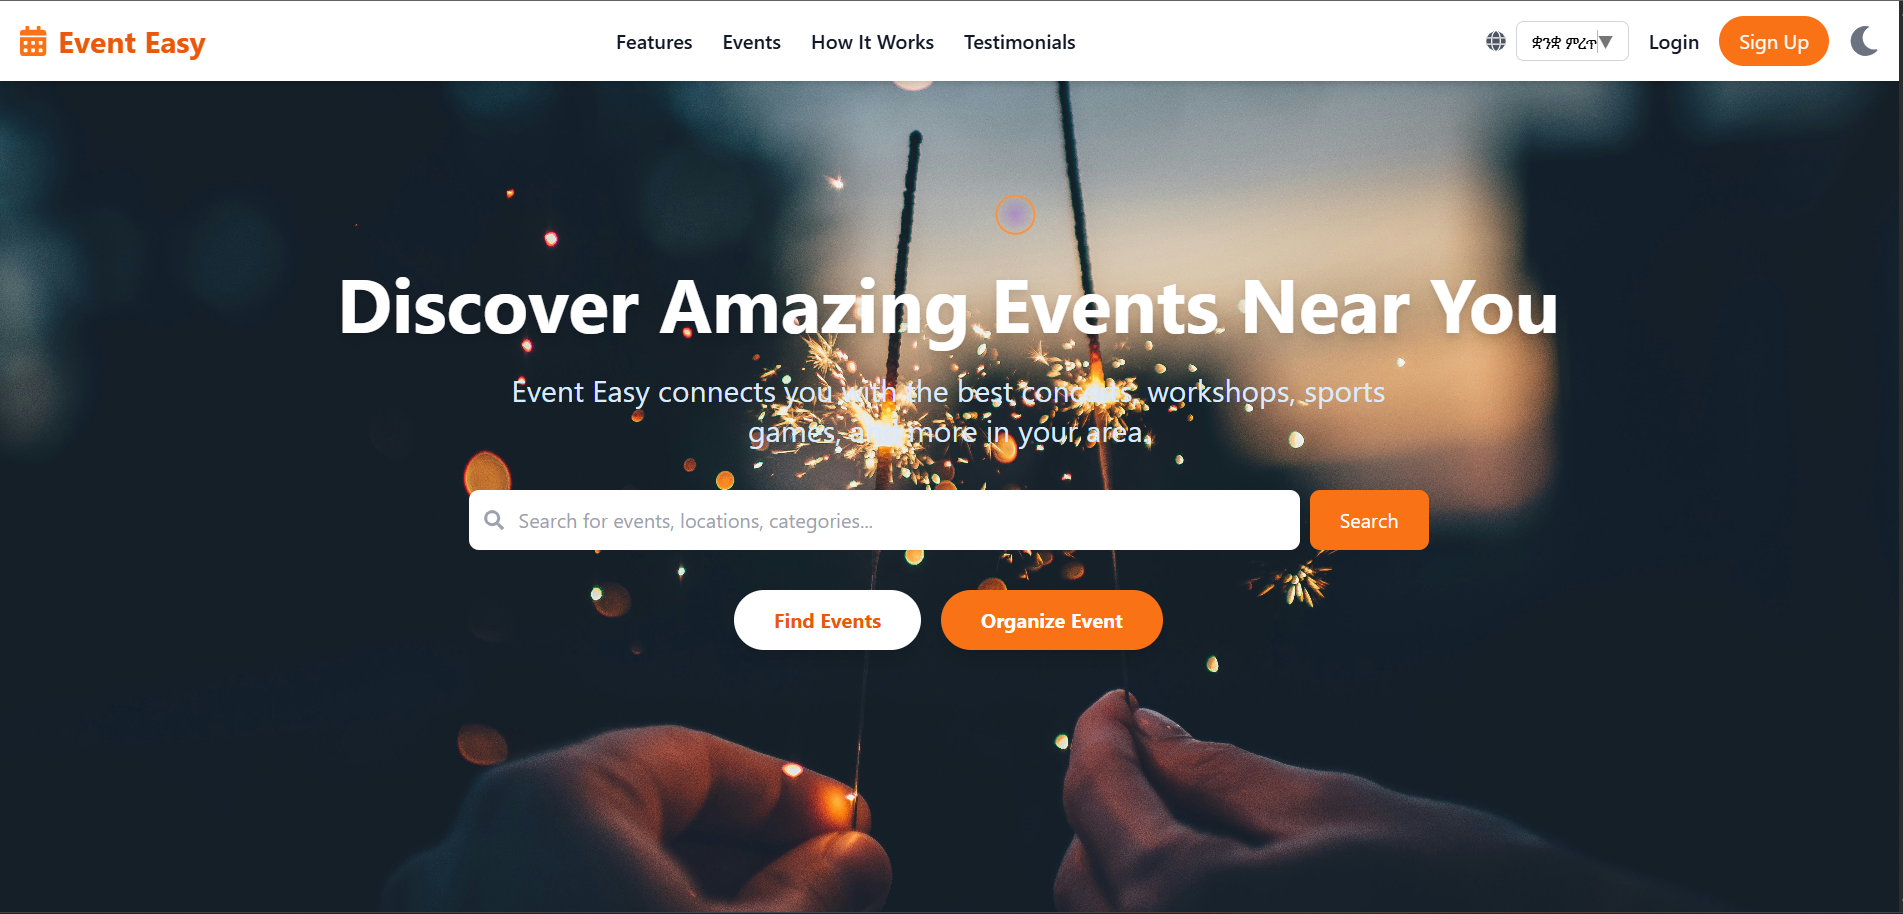 Event Easy
Features
Events
How It Works
Testimonials
ቋንቋ ምረጥ
Login
Sign Up
Discover Amazing Events Near You
Event Easy connects you with the best concerts, workshops, sports
games, and more in your area.
Search for events, locations, categories...
Search
Find Events
Organize Event